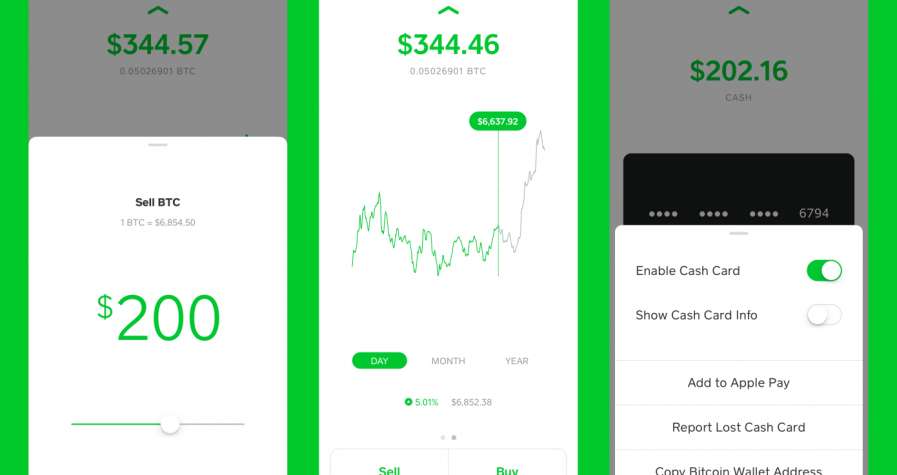 $344.57
0.05026901 BTC
Sell BTC
1 BTC = $6,854.50
$200
$344.46
0.05026901 BTC
$6,637.92
DAY MONTH YEAR
5.01% $6,852.38
Sell Buy
$202.16
CASH
•••• •••• •••• 6794
Enable Cash Card
Show Cash Card Info
Add to Apple Pay
Report Lost Cash Card
Copy Bitcoin Wallet Address